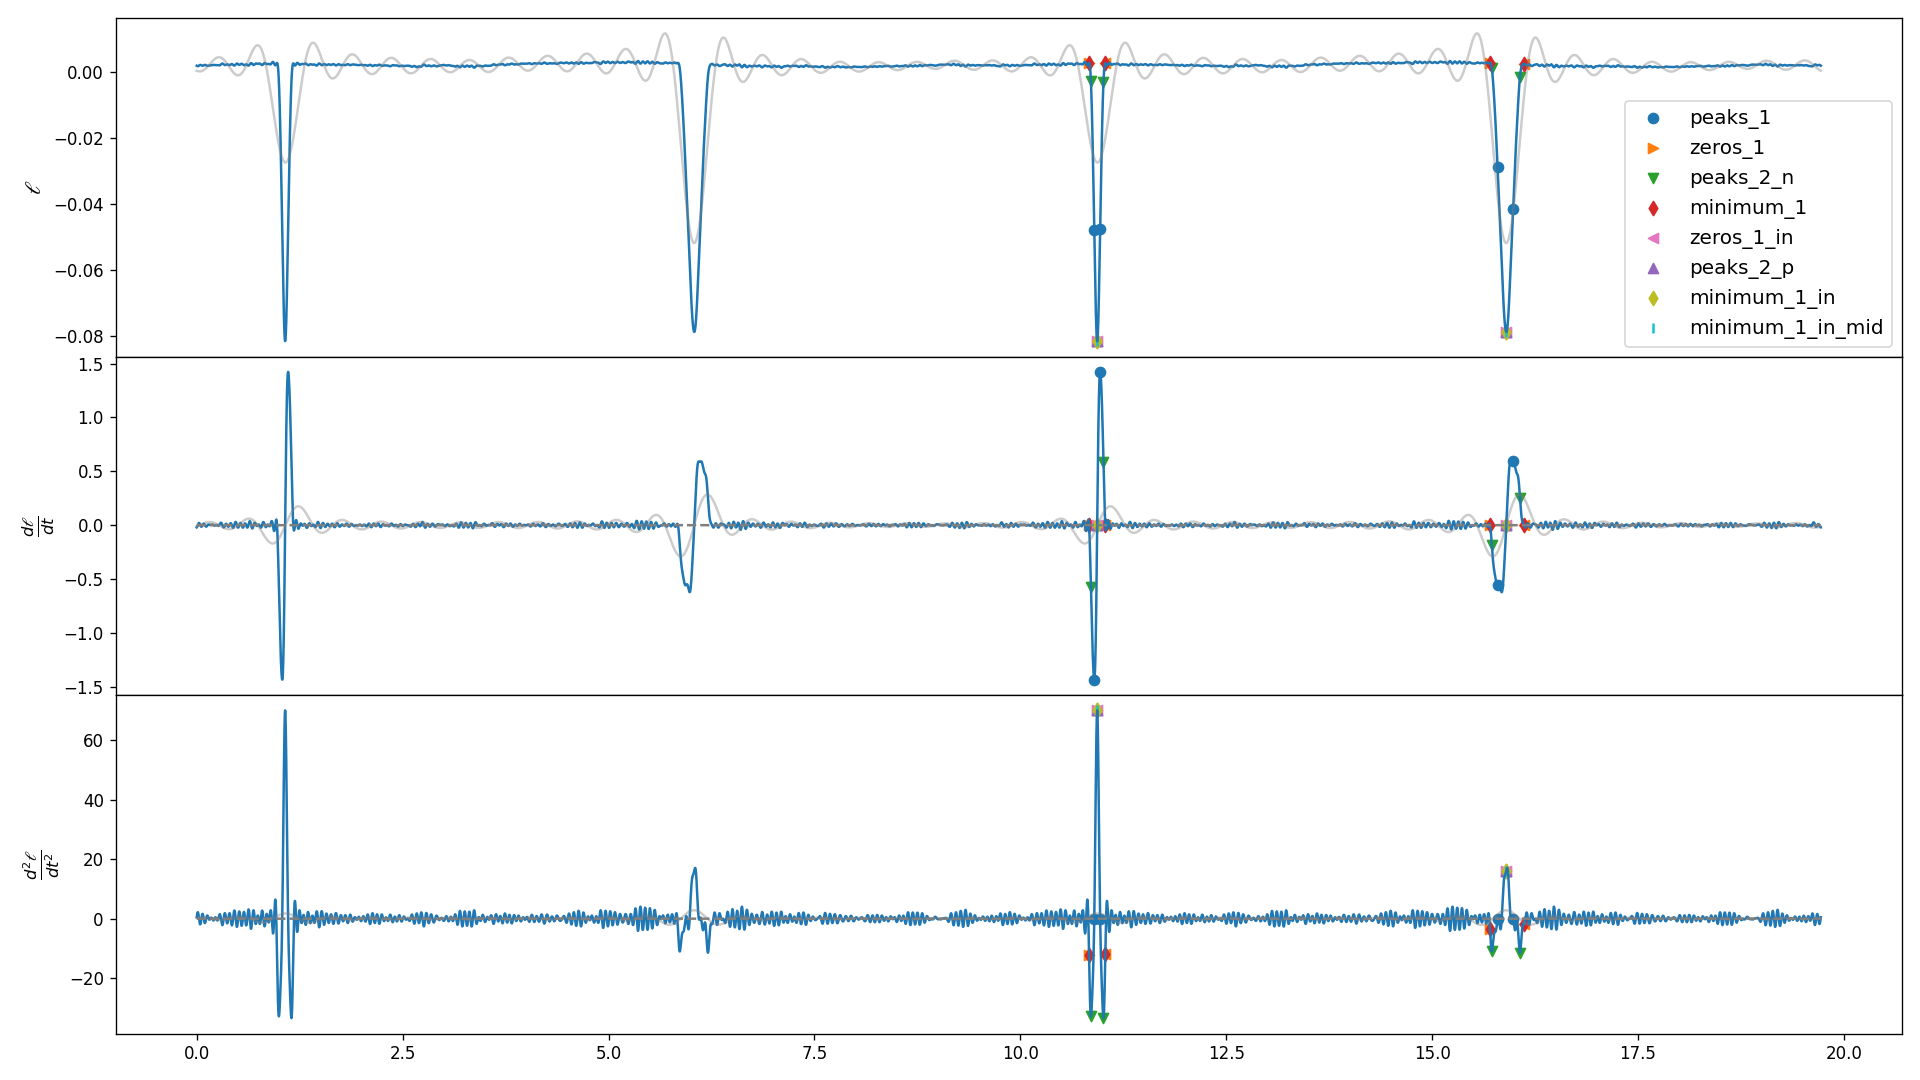 0.00
−0.02
−0.04
−0.06
−0.08
ℓ
peaks_1
zeros_1
peaks_2_n
minimum_1
zeros_1_in
peaks_2_p
minimum_1_in
minimum_1_in_mid
1.5
1.0
0.5
0.0
−0.5
−1.0
−1.5
dℓ
dt
60
40
20
0
−20
d²ℓ
dt²
0.0 2.5 5.0 7.5 10.0 12.5 15.0 17.5 20.0